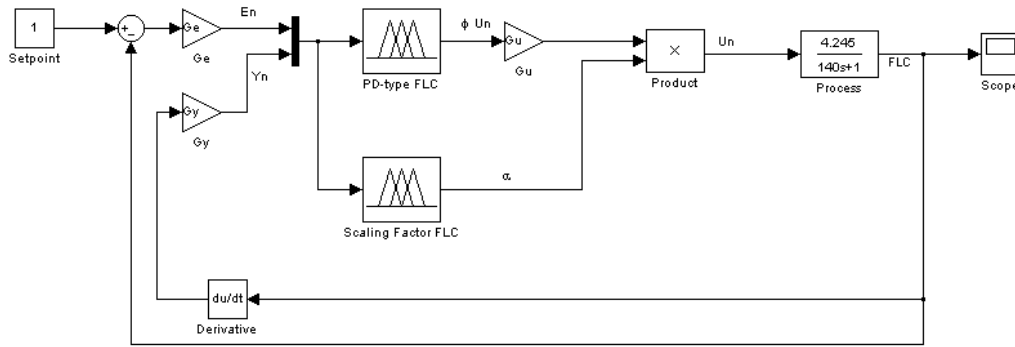 1
Setpoint
+
-
Ge
Ge
En
Yn
Gy
Gy
PD-type FLC
ϕ Un
Gu
Gu
×
Product
Un
4.245
140s+1
Process
FLC
Scope
Scaling Factor FLC
α
du/dt
Derivative